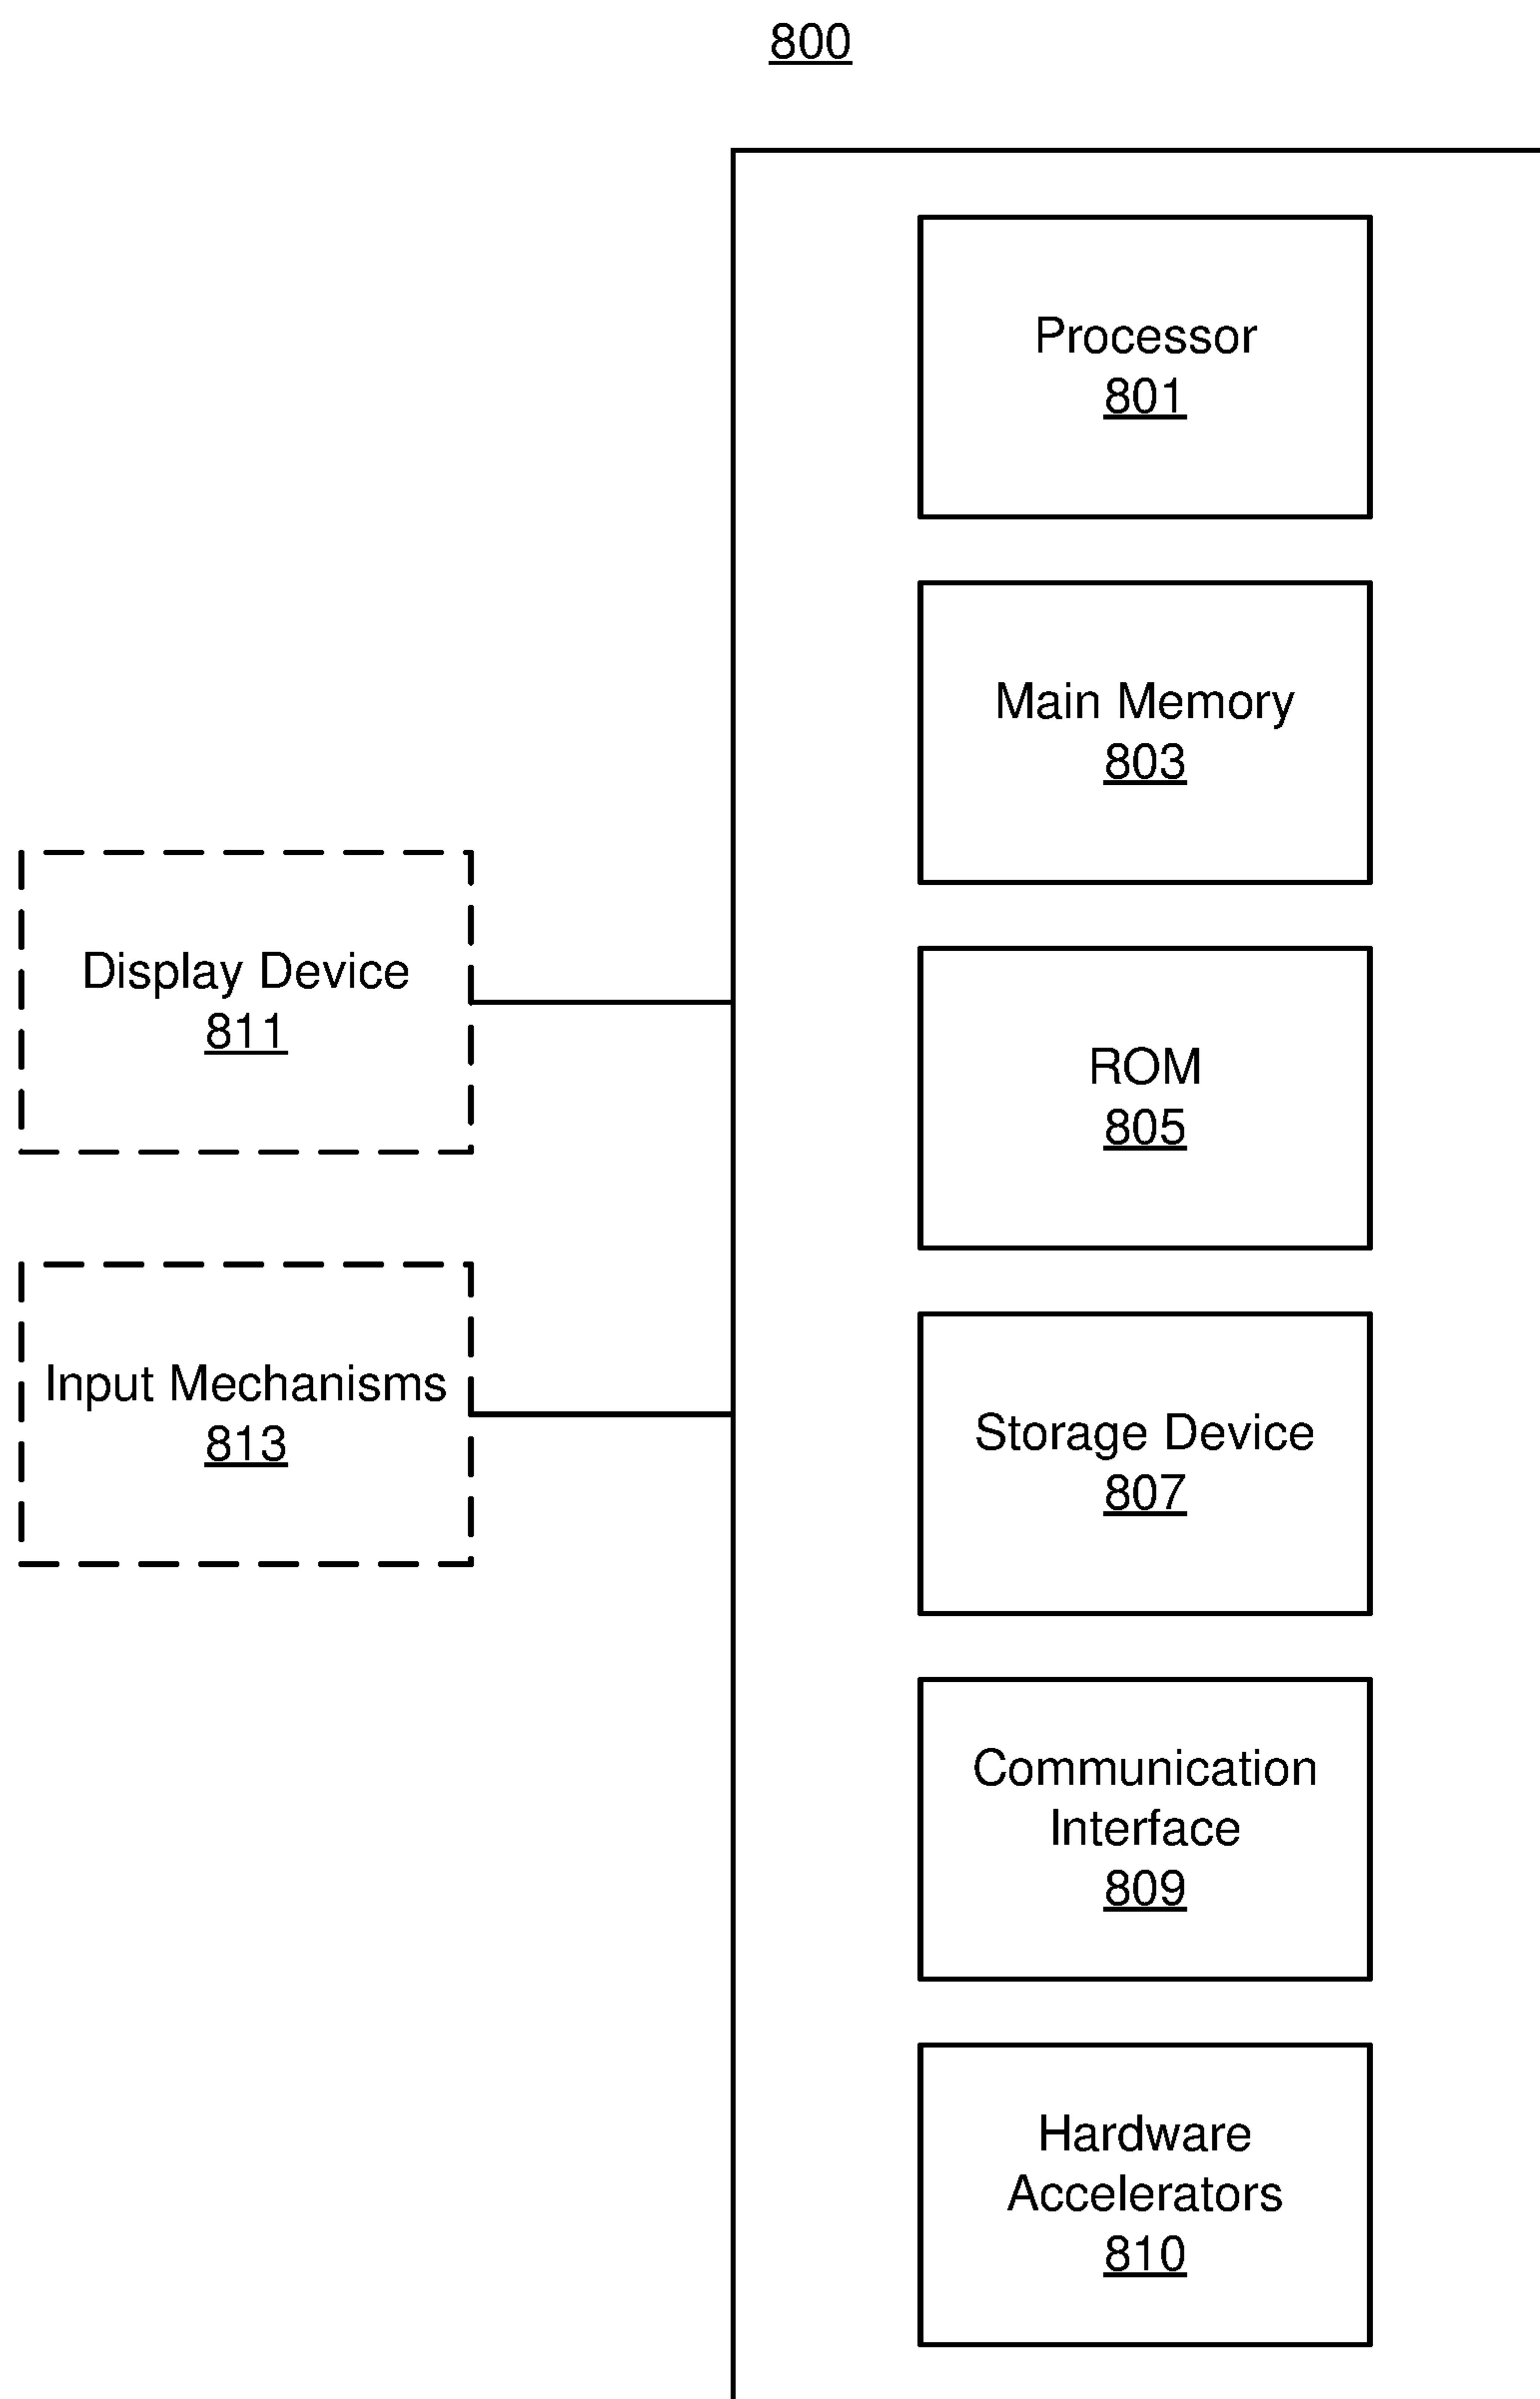 800
Processor
801
Main Memory
803
Display Device
811
ROM
805
Input Mechanisms
813
Storage Device
807
Communication
Interface
809
Hardware
Accelerators
810